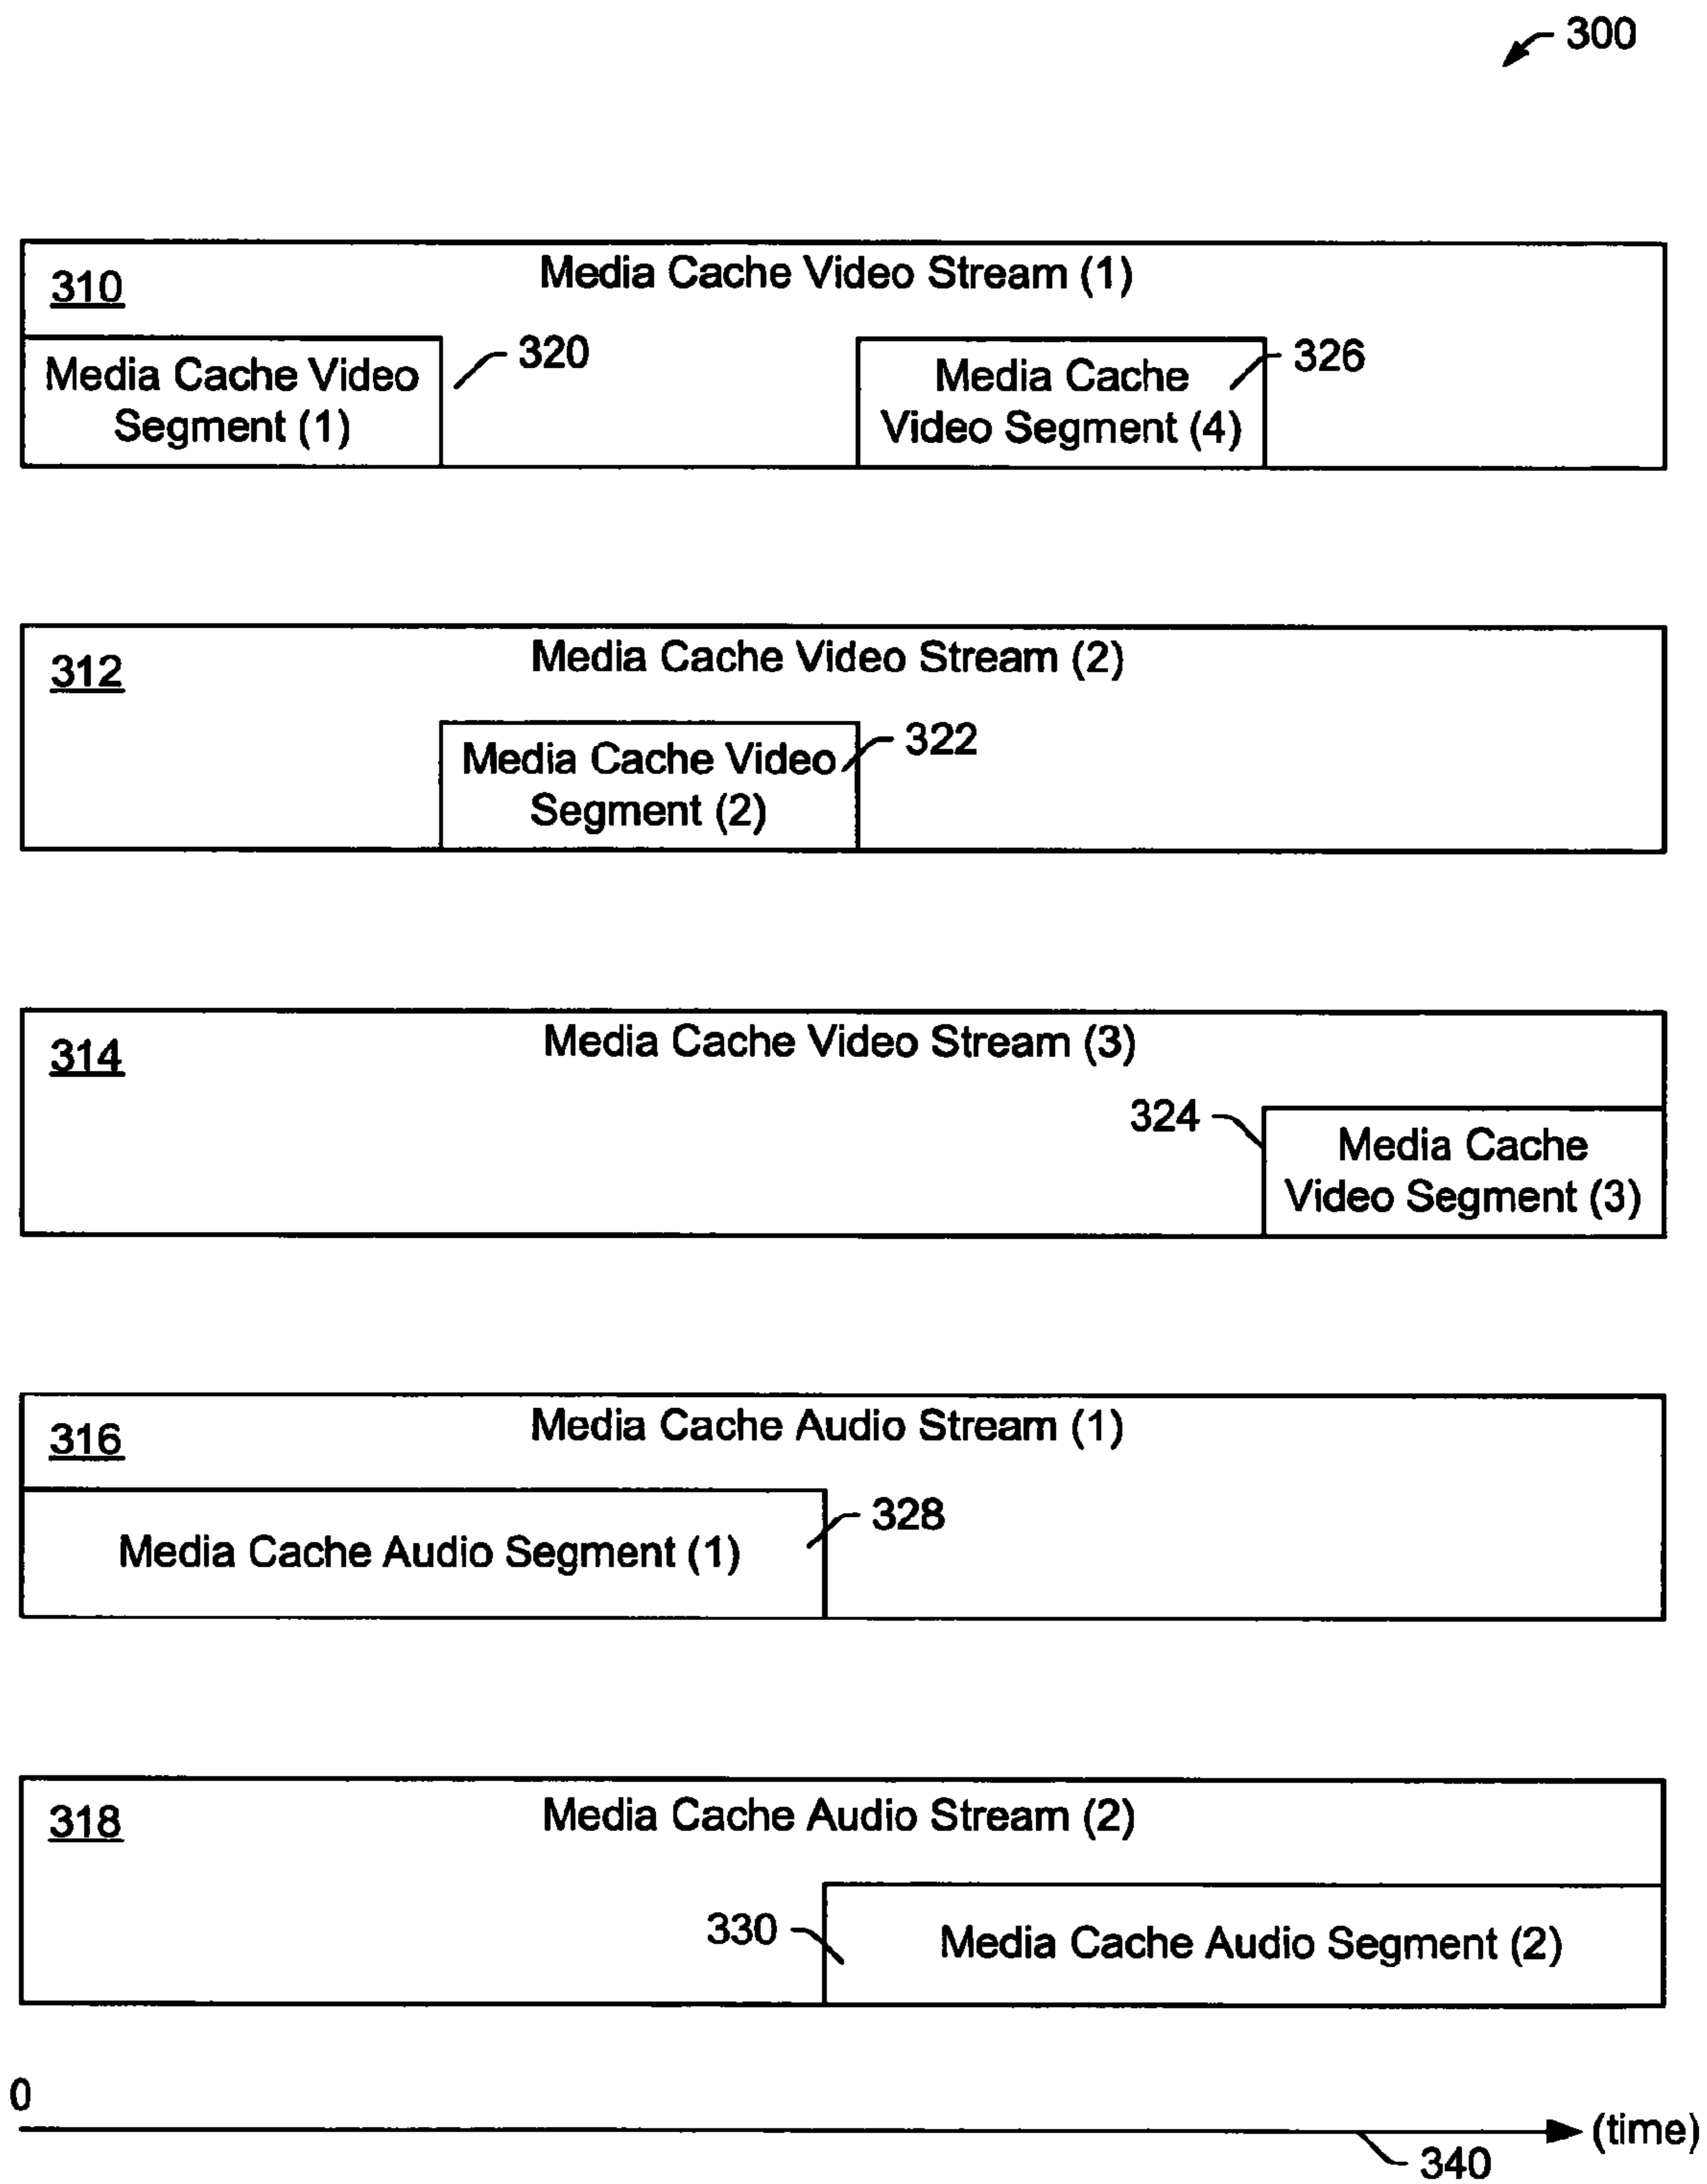 300
Media Cache Video Stream (1)
310
320
326
Media Cache Video
Segment (1)
Media Cache
Video Segment (4)
Media Cache Video Stream (2)
312
322
Media Cache Video
Segment (2)
Media Cache Video Stream (3)
314
324
Media Cache
Video Segment (3)
Media Cache Audio Stream (1)
316
328
Media Cache Audio Segment (1)
Media Cache Audio Stream (2)
318
330
Media Cache Audio Segment (2)
0
(time)
340